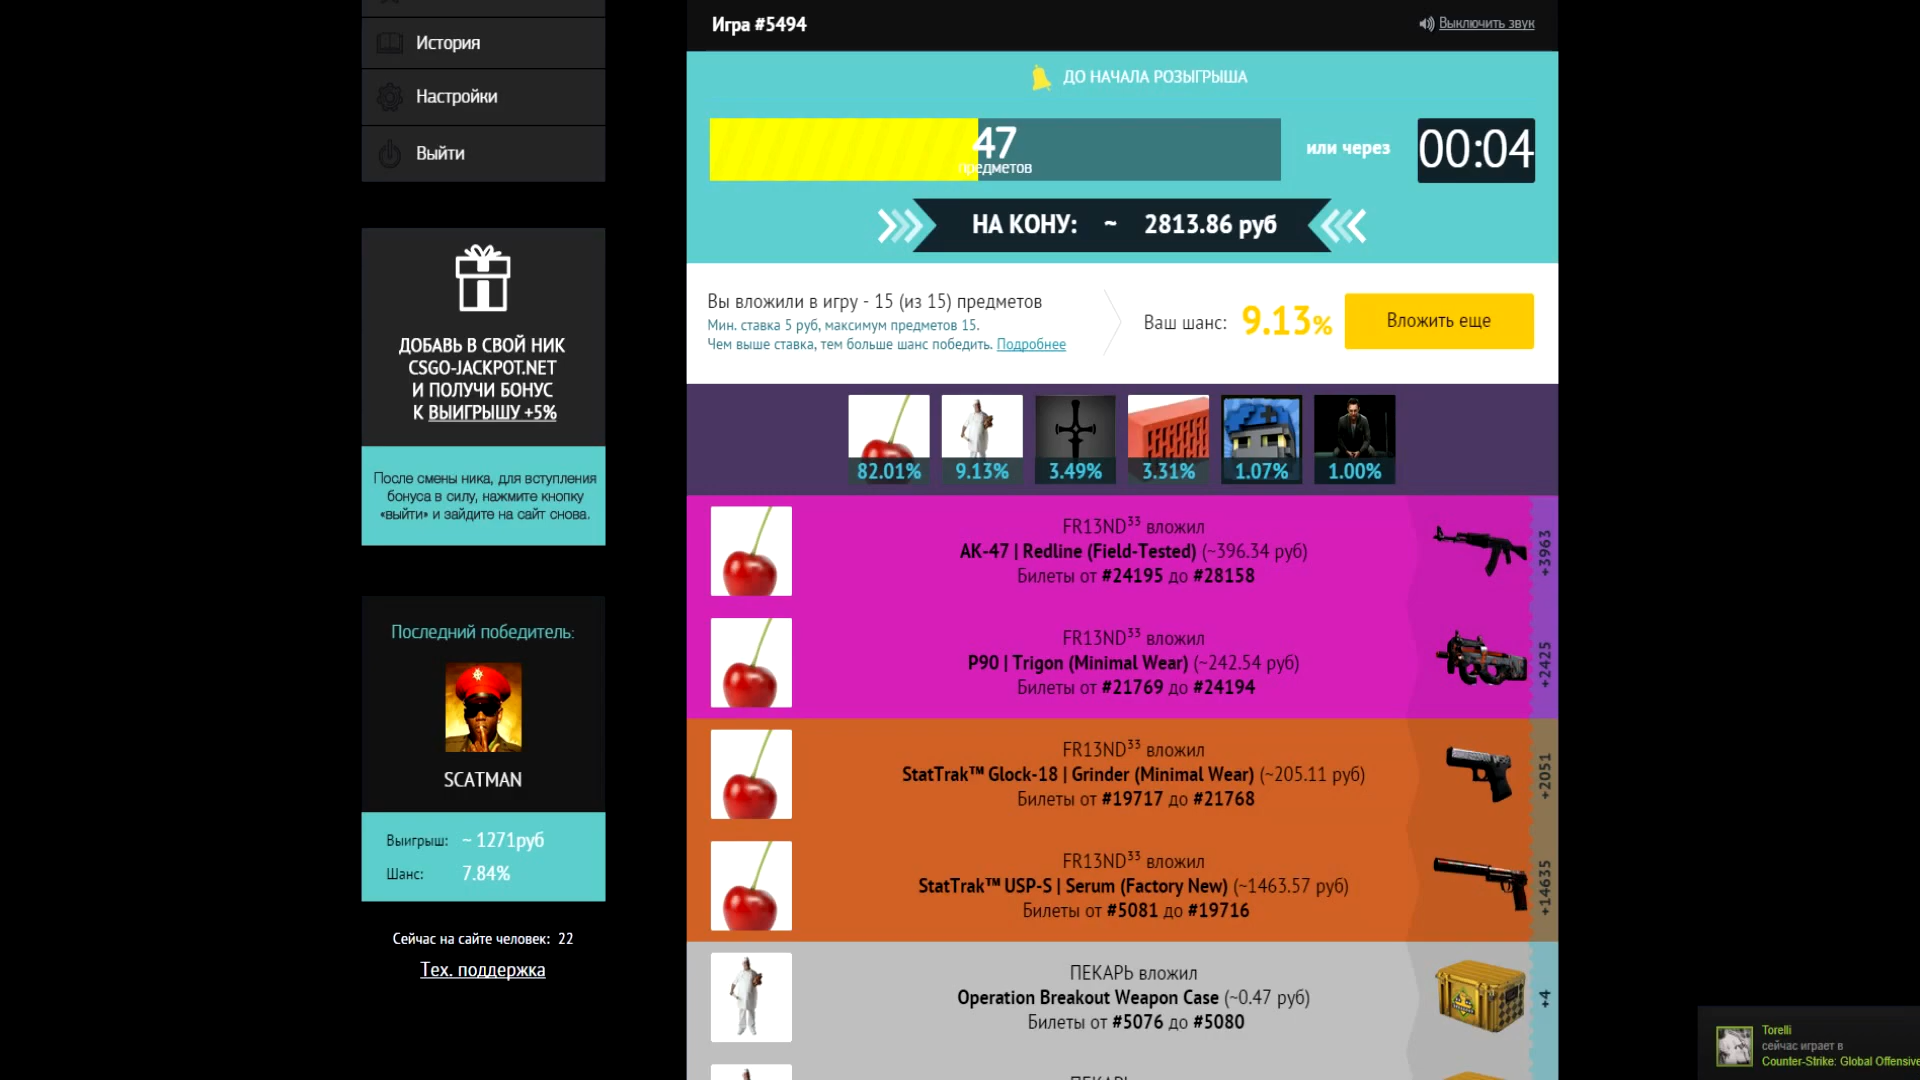 История
Настройки
Выйти
ДОБАВЬ В СВОЙ НИК
CSGO-JACKPOT.NET
И ПОЛУЧИ БОНУС
К ВЫИГРЫШУ +5%
После смены ника, для вступления
бонуса в силу, нажмите кнопку
«выйти» и зайдите на сайт снова.
Последний победитель:
SCATMAN
Выигрыш: ~ 1271руб
Шанс: 7.84%
Сейчас на сайте человек: 22
Тех. поддержка
Игра #5494
Выключить звук
ДО НАЧАЛА РОЗЫГРЫША
47
предметов
или через
00:04
НА КОНУ: ~ 2813.86 руб
Вы вложили в игру - 15 (из 15) предметов
Мин. ставка 5 руб, максимум предметов 15.
Чем выше ставка, тем больше шанс победить. Подробнее
Ваш шанс: 9.13%
Вложить еще
82.01% 9.13% 3.49% 3.31% 1.07% 1.00%
FR13ND³³ вложил
AK-47 | Redline (Field-Tested) (~396.34 руб)
Билеты от #24195 до #28158
+3963
FR13ND³³ вложил
P90 | Trigon (Minimal Wear) (~242.54 руб)
Билеты от #21769 до #24194
+2425
FR13ND³³ вложил
StatTrak™ Glock-18 | Grinder (Minimal Wear) (~205.11 руб)
Билеты от #19717 до #21768
+2051
FR13ND³³ вложил
StatTrak™ USP-S | Serum (Factory New) (~1463.57 руб)
Билеты от #5081 до #19716
+14635
ПЕКАРЬ вложил
Operation Breakout Weapon Case (~0.47 руб)
Билеты от #5076 до #5080
+4
Torelli
сейчас играет в
Counter-Strike: Global Offensive